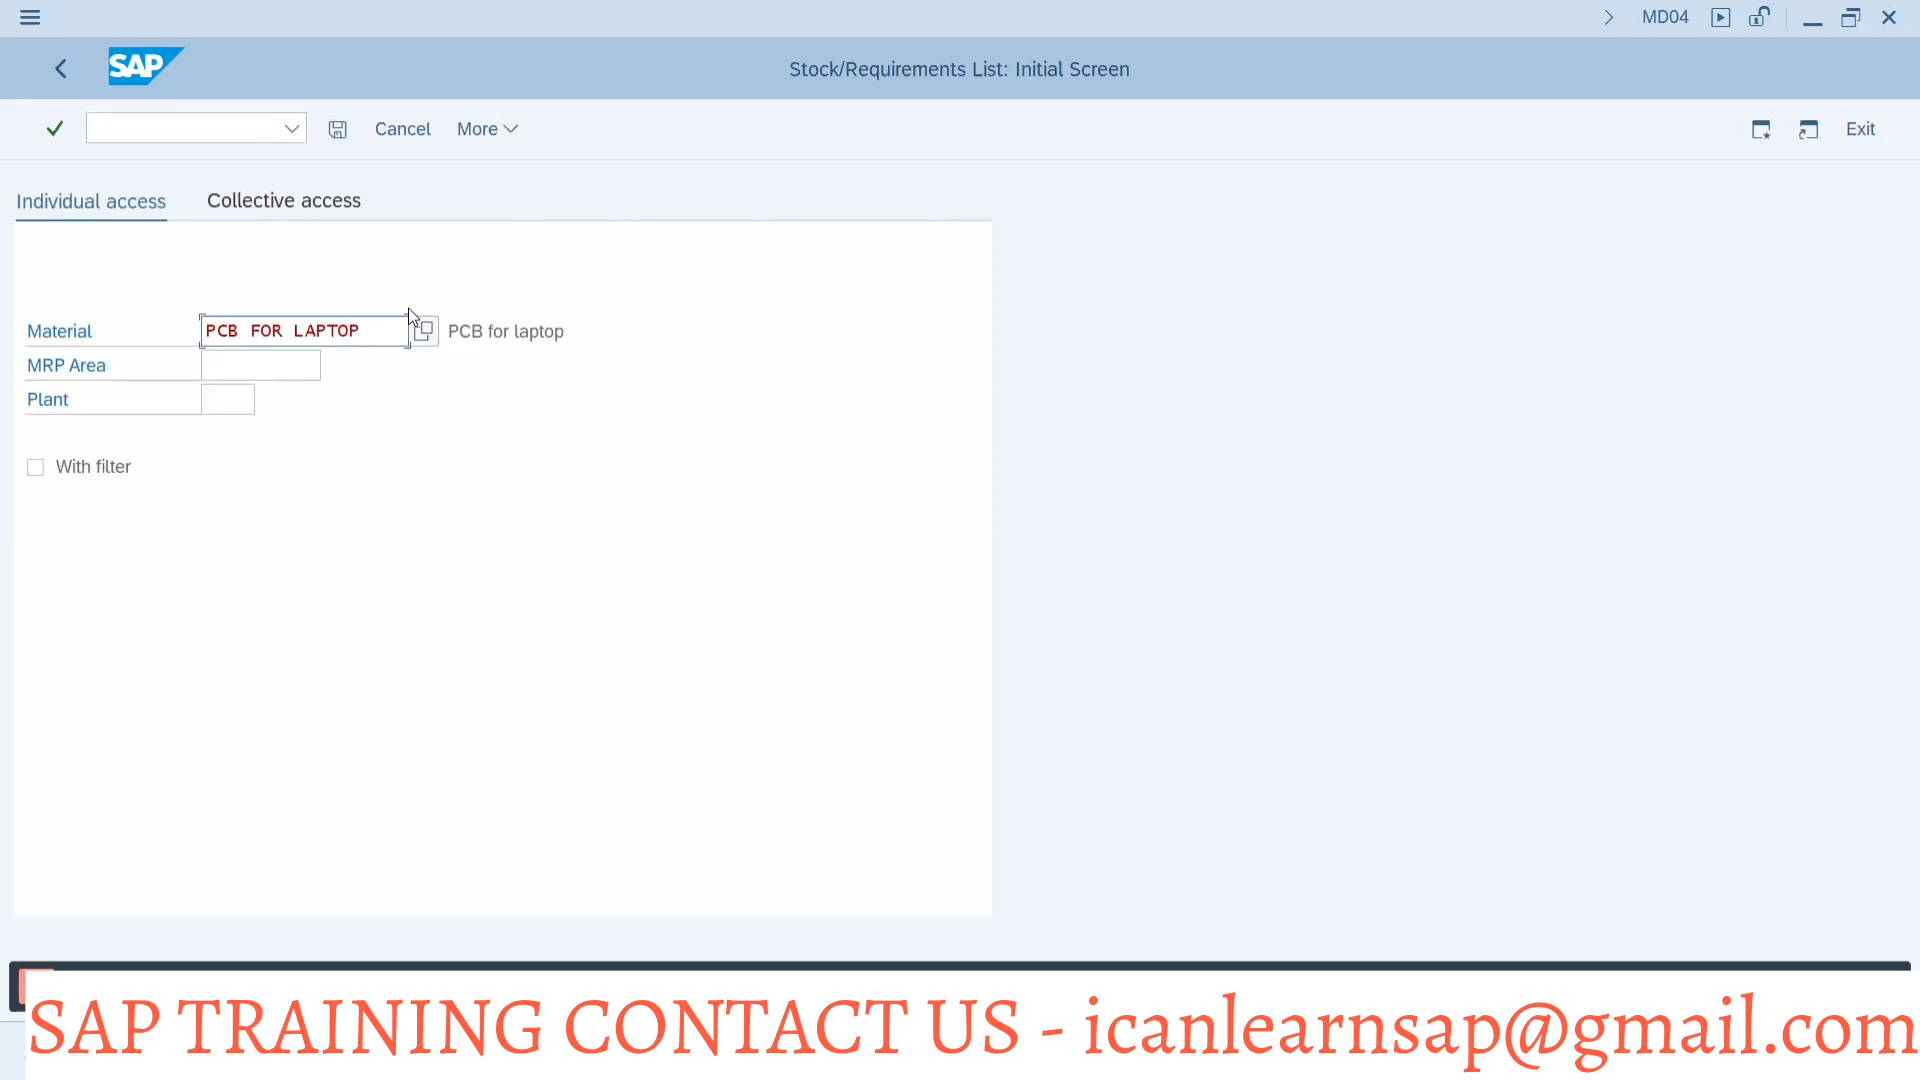 MD04
SAP
Stock/Requirements List: Initial Screen
Cancel More Exit
Individual access Collective access
Material PCB FOR LAPTOP PCB for laptop
MRP Area
Plant
With filter
SAP TRAINING CONTACT US - icanlearnsap@gmail.com